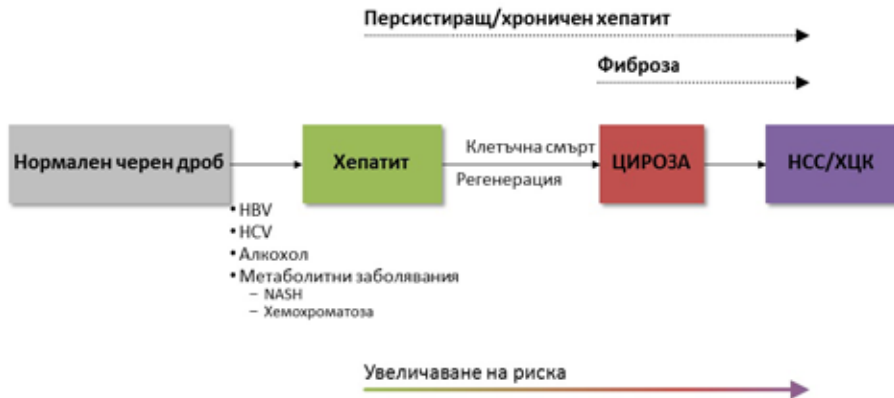 Персистиращ/хроничен хепатит
Фиброза
Нормален черен дроб
Хепатит
Клетъчна смърт
Регенерация
ЦИРОЗА
НСС/ХЦК
• HBV
• HCV
• Алкохол
• Метаболитни заболявания
– NASH
– Хемохроматоза
Увеличаване на риска